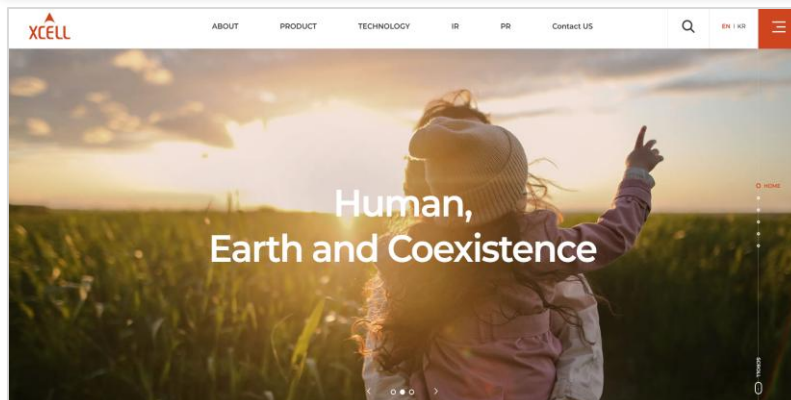 XCELL
ABOUT PRODUCT TECHNOLOGY IR PR Contact US
EN | KR
Human,
Earth and Coexistence
HOME
SCROLL